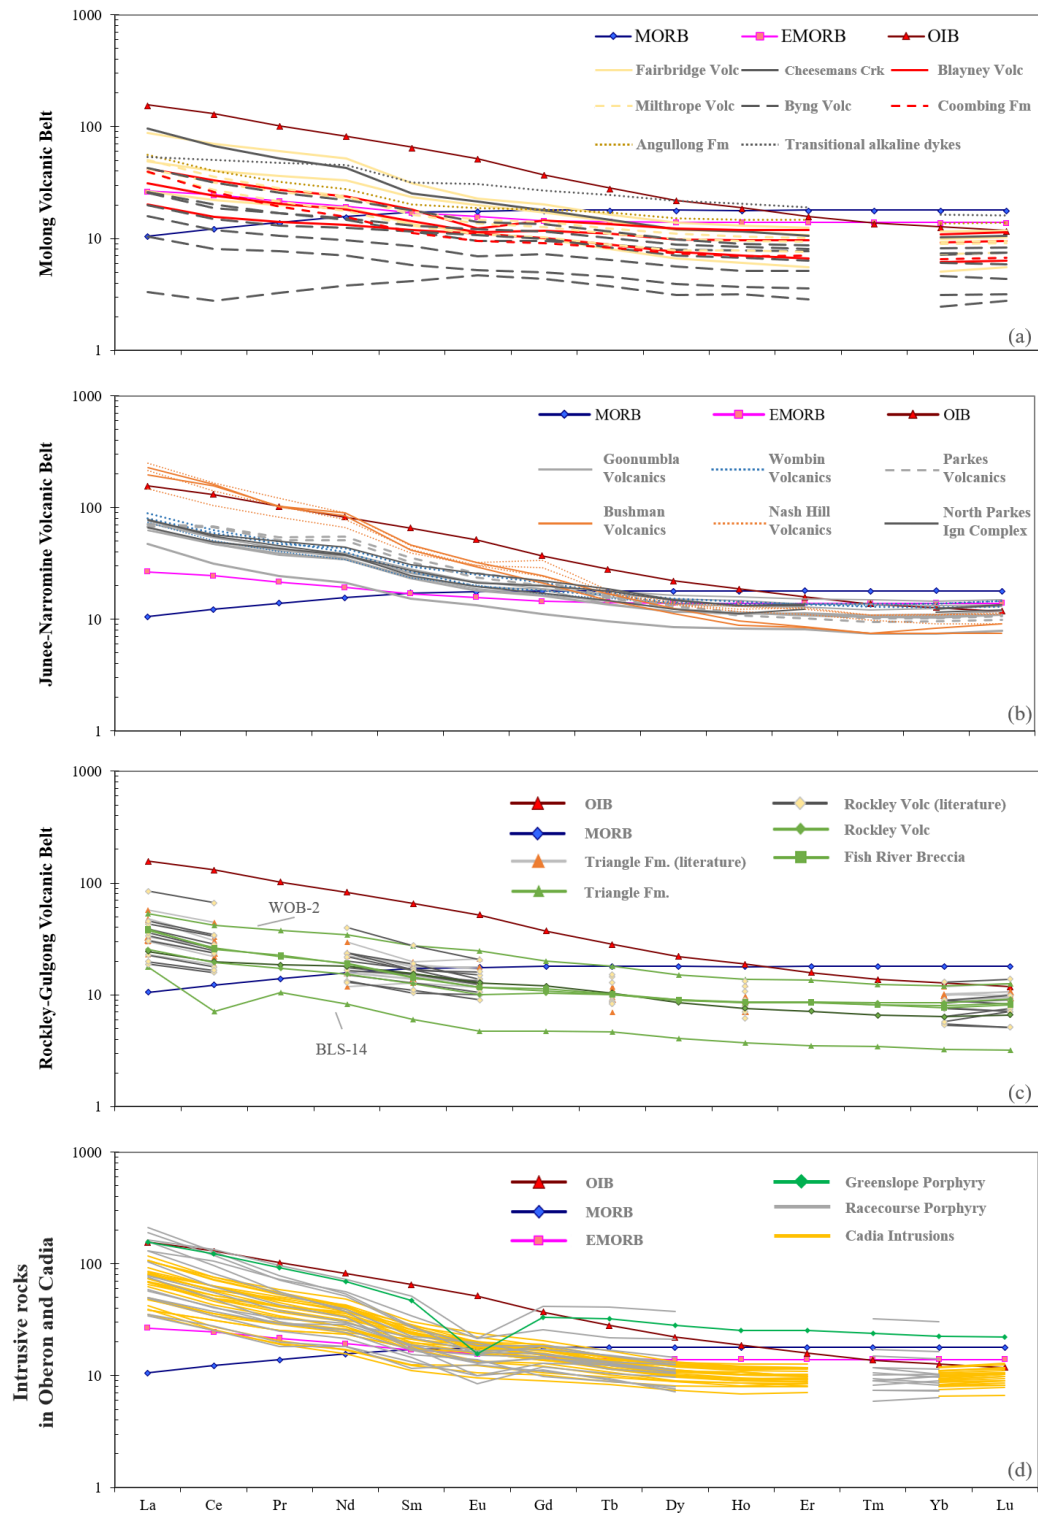 Molong Volcanic Belt
1000
100
10
1
MORB
EMORB
OIB
Fairbridge Volc
Cheesemans Crk
Blayney Volc
Milthrope Volc
Byng Volc
Coombing Fm
Angullong Fm
Transitional alkaline dykes
(a)
Junee-Narromine Volcanic Belt
1000
100
10
1
MORB
EMORB
OIB
Goonumbla
Volcanics
Wombin
Volcanics
Parkes
Volcanics
Bushman
Volcanics
Nash Hill
Volcanics
North Parkes
Ign Complex
(b)
Rockley-Gulgong Volcanic Belt
1000
100
10
1
OIB
Rockley Volc (literature)
MORB
Rockley Volc
Triangle Fm. (literature)
Fish River Breccia
Triangle Fm.
WOB-2
BLS-14
(c)
Intrusive rocks
in Oberon and Cadia
1000
100
10
1
OIB
Greenslope Porphyry
MORB
Racecourse Porphyry
EMORB
Cadia Intrusions
(d)
La Ce Pr Nd Sm Eu Gd Tb Dy Ho Er Tm Yb Lu